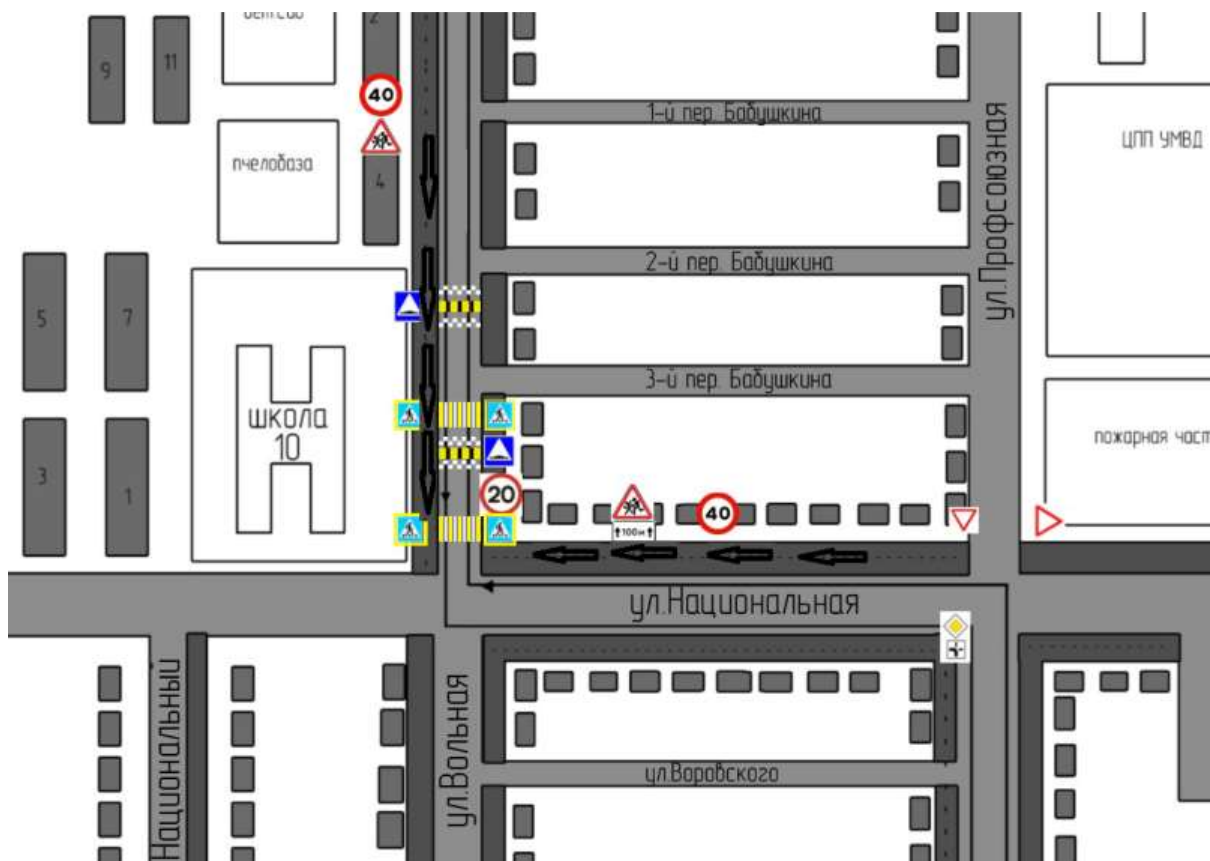 2
9
11
40
1-й пер. Бабушкина
ЦПП УМВД
пчелобаза
4
ул.Профсоюзная
2-й пер. Бабушкина
5
7
3-й пер. Бабушкина
школа
10
пожарная част
3
1
20
40
↑100м↑
ул.Национальная
Национальный
ул.Вольная
ул.Воровского